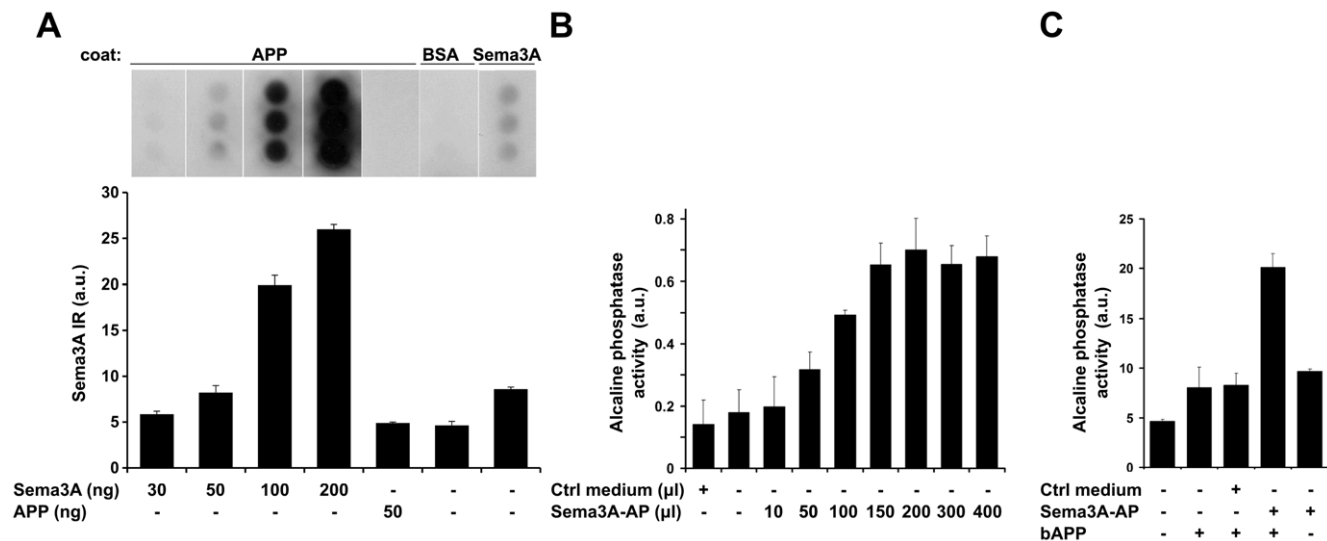 A
B
C
coat: APP BSA Sema3A
30
25
20
15
10
5
0
Sema3A IR (a.u.)
Sema3A (ng) 30 50 100 200 - - -
APP (ng) - - - - 50 - -
0.8
0.6
0.4
0.2
0
Alcaline phosphatase
activity (a.u.)
Ctrl medium (µl) + - - - - - - - -
Sema3A-AP (µl) - - 10 50 100 150 200 300 400
25
20
15
10
5
0
Alcaline phosphatase
activity (a.u.)
Ctrl medium - - + - -
Sema3A-AP - - - + +
bAPP - + + + -